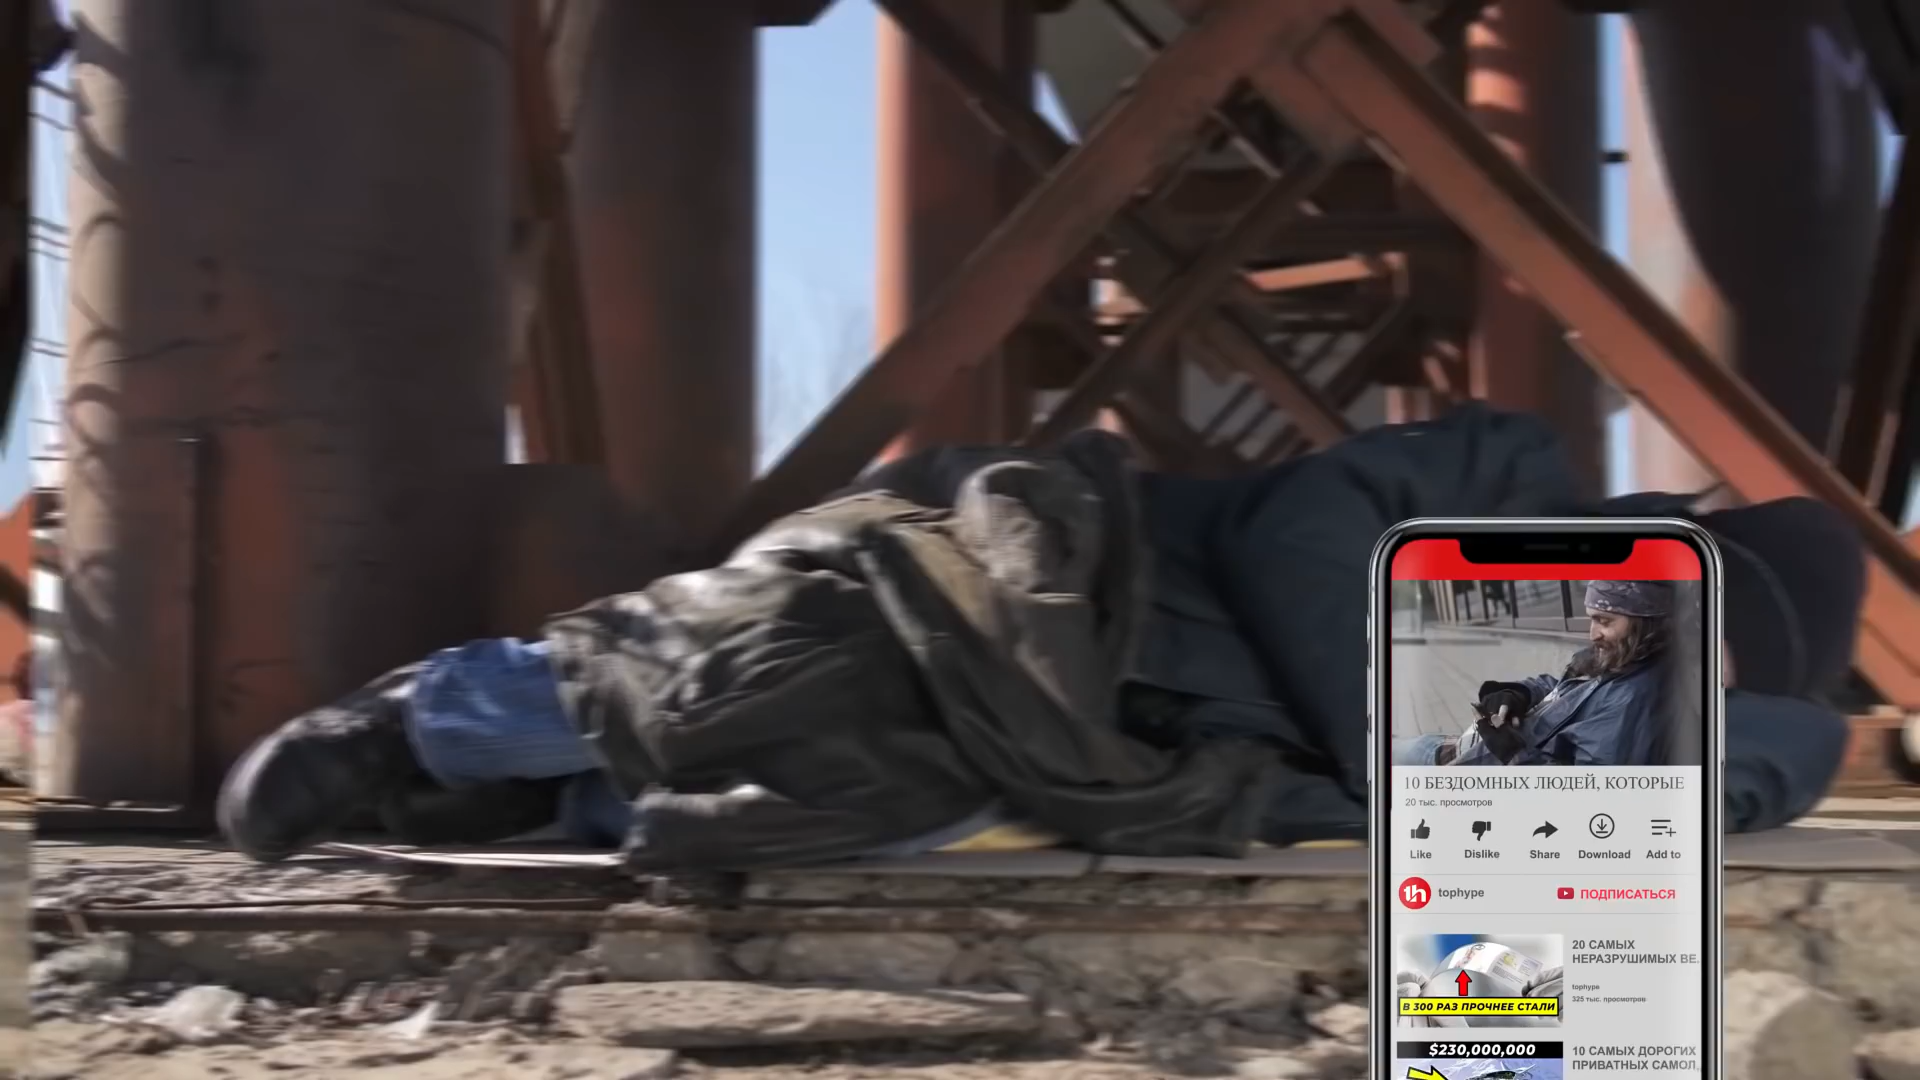 10 БЕЗДОМНЫХ ЛЮДЕЙ, КОТОРЫЕ
20 тыс. просмотров
Like Dislike Share Download Add to
th tophype ПОДПИСАТЬСЯ
20 САМЫХ
НЕРАЗРУШИМЫХ ВЕ.
tophype
325 тыс. просмотров
В 300 РАЗ ПРОЧНЕЕ СТАЛИ
$230,000,000
10 САМЫХ ДОРОГИХ
ПРИВАТНЫХ САМОЛ,